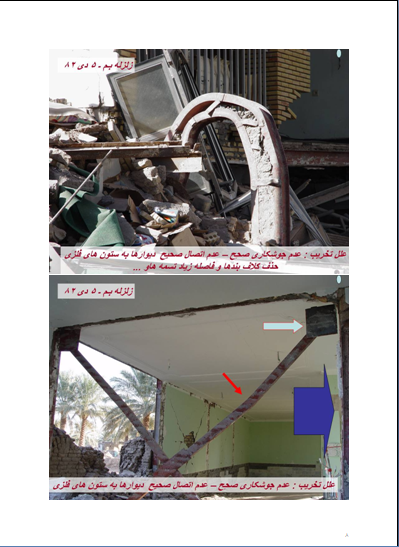 زلزله بم - ۵ دی ۸۲
علل تخریب : عدم جوشکاری صحیح – عدم اتصال صحیح دیوارها به ستون های فلزی
حذف کلاف بندها و فاصله زیاد تسمه هاو ...
زلزله بم - ۵ دی ۸۲
علل تخریب : عدم جوشکاری صحیح – عدم اتصال صحیح دیوارها به ستون های فلزی
۸